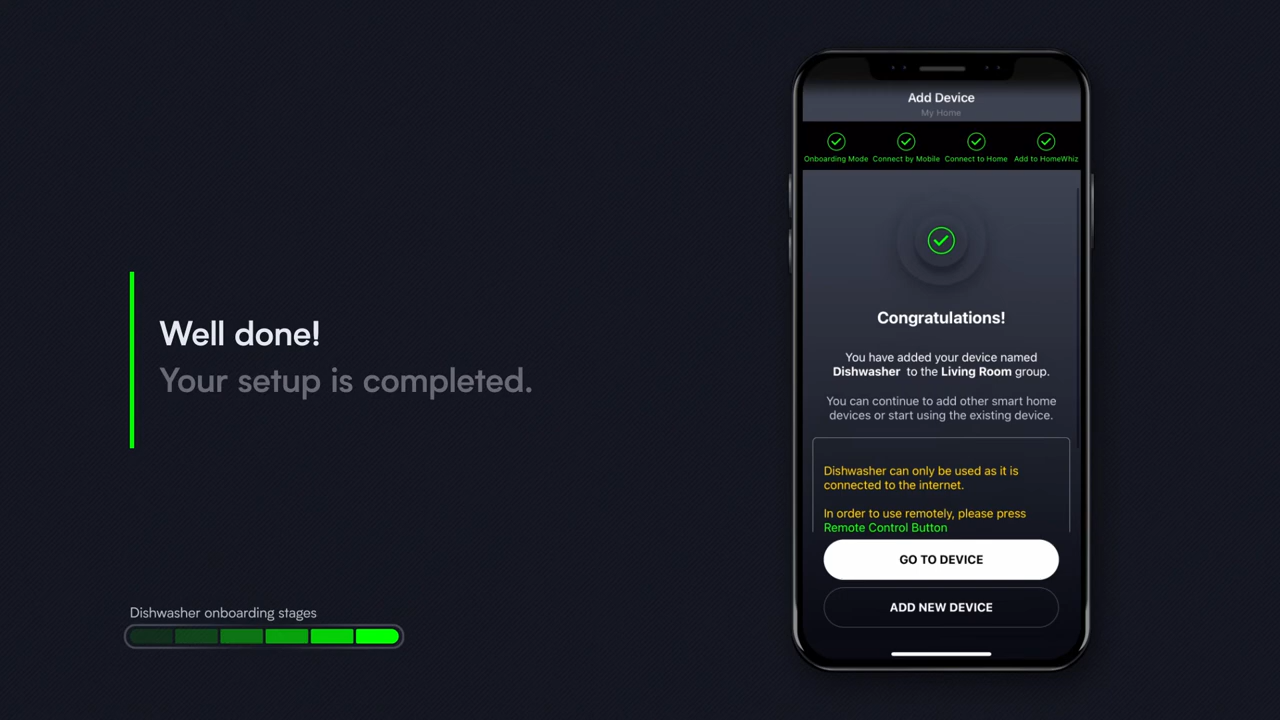 Well done!
Your setup is completed.
Dishwasher onboarding stages
Add Device
My Home
Onboarding Mode
Connect by Mobile
Connect to Home
Add to HomeWhiz
Congratulations!
You have added your device named
Dishwasher to the Living Room group.
You can continue to add other smart home
devices or start using the existing device.
Dishwasher can only be used as it is
connected to the internet.
In order to use remotely, please press
Remote Control Button
GO TO DEVICE
ADD NEW DEVICE